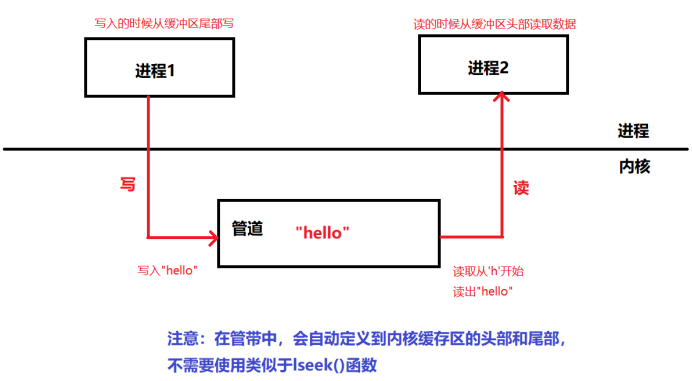 写入的时候从缓冲区尾部写
读的时候从缓冲区头部读取数据
进程1
进程2
进程
内核
写
读
管道 "hello"
写入"hello"
读取从'h'开始
读出"hello"
注意：在管带中，会自动定义到内核缓存区的头部和尾部，
不需要使用类似于lseek()函数